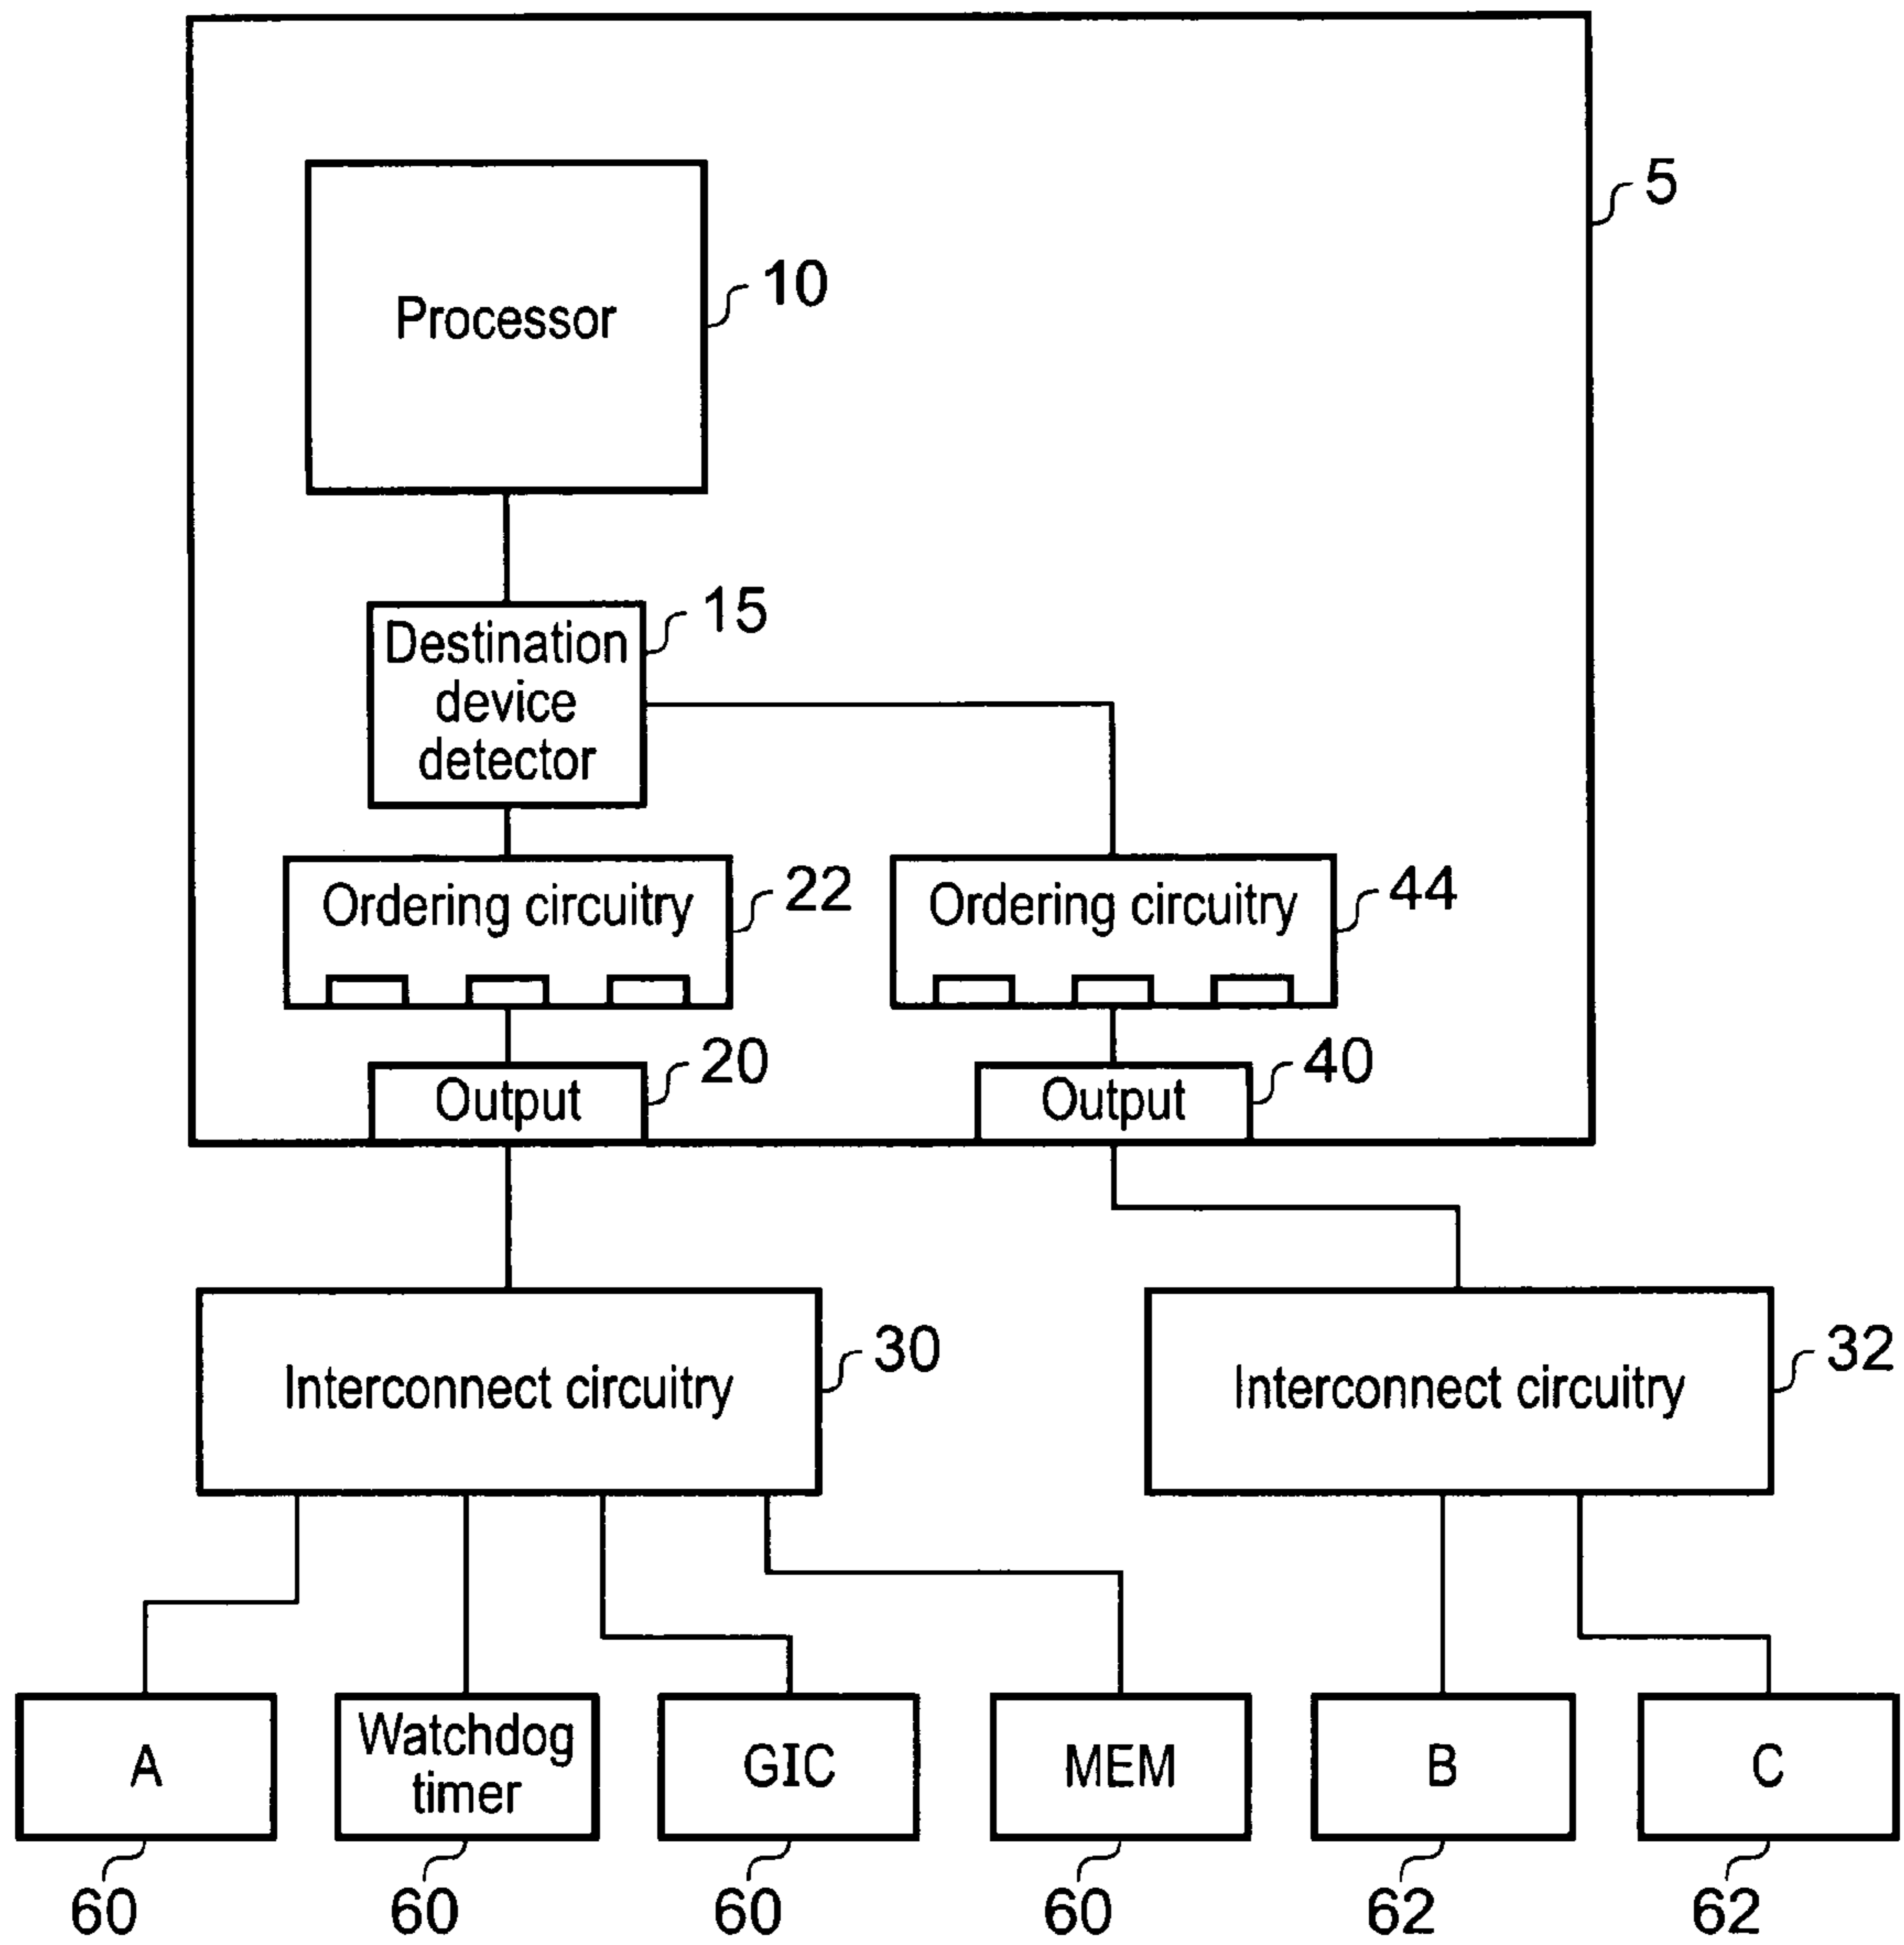 5
Processor
10
Destination
device
detector
15
Ordering circuitry
22
Ordering circuitry
44
Output
20
Output
40
Interconnect circuitry
30
Interconnect circuitry
32
A
Watchdog
timer
GIC
MEM
B
C
60
60
60
60
62
62